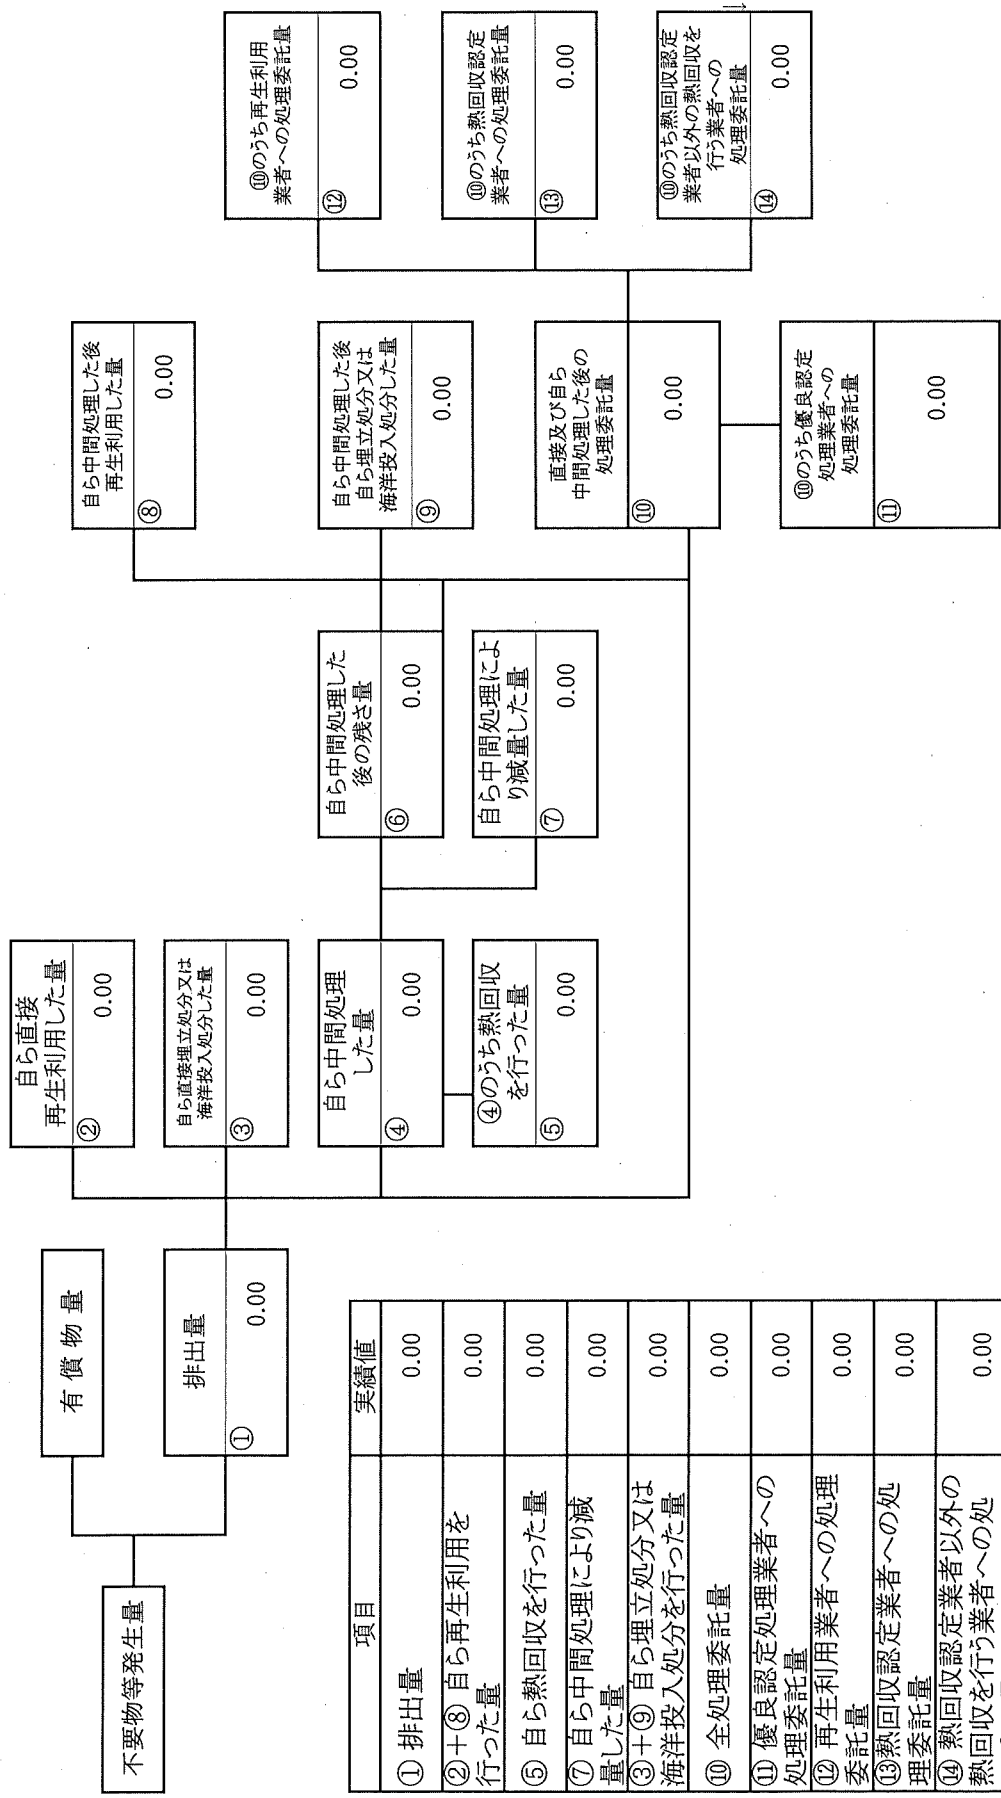 不要物等発生量
有償物量
排出量
①
0.00
自ら直接
再生利用した量
②
0.00
自ら直接埋立処分又は
海洋投入処分した量
③
0.00
自ら中間処理
した量
④
0.00
④のうち熱回収
を行った量
⑤
0.00
自ら中間処理した
後の残さ量
⑥
0.00
自ら中間処理によ
り減量した量
⑦
0.00
自ら中間処理した後
再生利用した量
⑧
0.00
自ら中間処理した後
自ら埋立処分又は
海洋投入処分した量
⑨
0.00
直接及び自ら
中間処理した後の
処理委託量
⑩
0.00
⑩のうち優良認定
処理業者への
処理委託量
⑪
0.00
⑩のうち再生利用
業者への処理委託量
⑫
0.00
⑩のうち熱回収認定
業者への処理委託量
⑬
0.00
⑩のうち熱回収認定
業者以外の熱回収を
行う業者への
処理委託量
⑭
0.00
項目 実績値
① 排出量 0.00
②+⑧ 自ら再生利用を
行った量 0.00
⑤ 自ら熱回収を行った量 0.00
⑦ 自ら中間処理により減
量した量 0.00
③+⑨ 自ら埋立処分又は
海洋投入処分を行った量 0.00
⑩ 全処理委託量 0.00
⑪ 優良認定処理業者への
処理委託量 0.00
⑫ 再生利用業者への処理
委託量 0.00
⑬熱回収認定業者への処
理委託量 0.00
⑭ 熱回収認定業者以外の
熱回収を行う業者への処 0.00